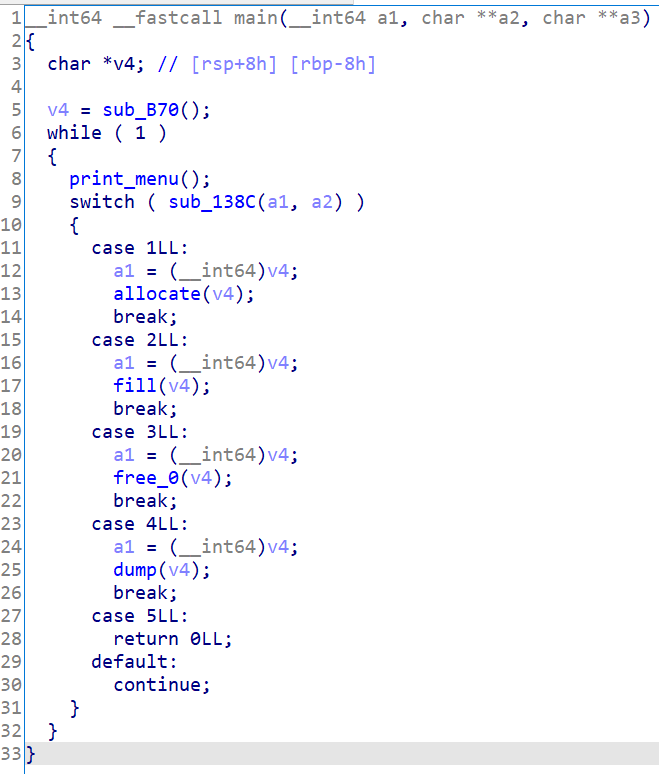 1 __int64 __fastcall main(__int64 a1, char **a2, char **a3)
2 {
3   char *v4; // [rsp+8h] [rbp-8h]
4
5   v4 = sub_B70();
6   while ( 1 )
7   {
8     print_menu();
9     switch ( sub_138C(a1, a2) )
10     {
11       case 1LL:
12         a1 = (__int64)v4;
13         allocate(v4);
14         break;
15       case 2LL:
16         a1 = (__int64)v4;
17         fill(v4);
18         break;
19       case 3LL:
20         a1 = (__int64)v4;
21         free_0(v4);
22         break;
23       case 4LL:
24         a1 = (__int64)v4;
25         dump(v4);
26         break;
27       case 5LL:
28         return 0LL;
29       default:
30         continue;
31     }
32   }
33 }